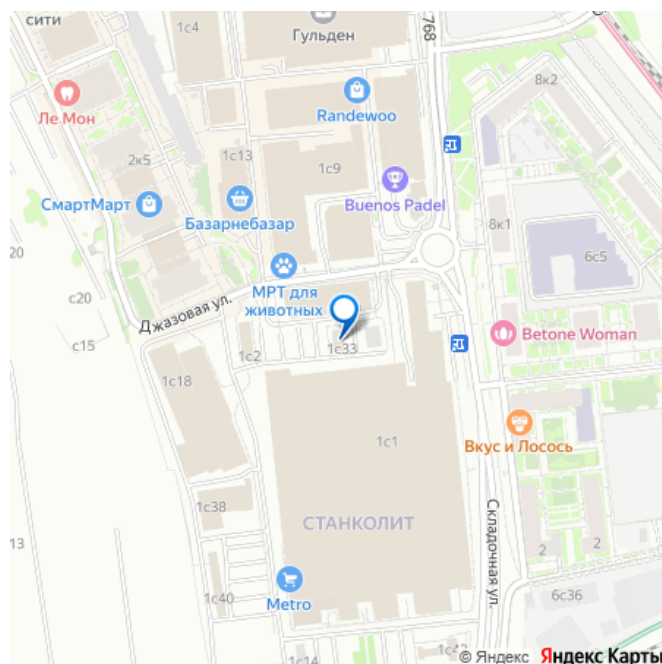 сити
1с4
Гульден
768
Ле Мон
Randewoo
8к2
2к5
1с13
1с9
СмартМарт
Базарнебазар
Buenos Padel
8к1
20
6с5
МРТ для
животных
с20
Джазовая ул.
с15
1с2
1с33
Betone Woman
1с18
1с1
Вкус и Лосось
1с38
СТАНКОЛИТ
Складочная ул.
13
2
2
Metro
1с40
6с36
1с14
© Яндекс Яндекс Карты